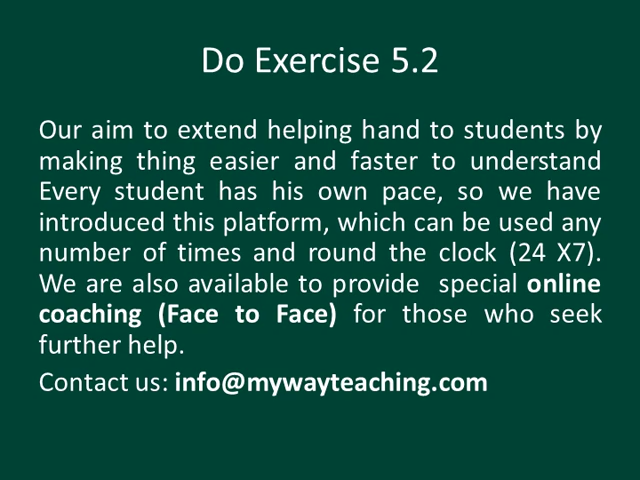 Do Exercise 5.2
Our aim to extend helping hand to students by
making thing easier and faster to understand
Every student has his own pace, so we have
introduced this platform, which can be used any
number of times and round the clock (24 X7).
We are also available to provide special online
coaching (Face to Face) for those who seek
further help.
Contact us: info@mywayteaching.com